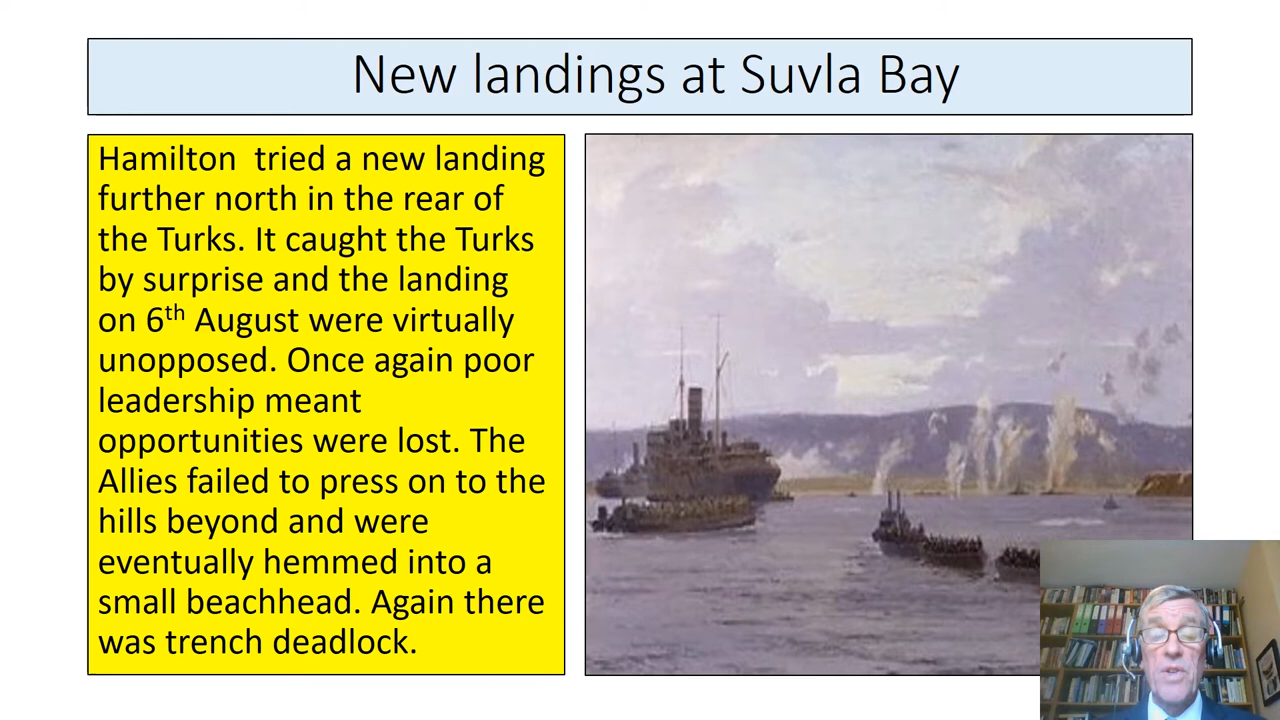 New landings at Suvla Bay
Hamilton  tried a new landing
further north in the rear of
the Turks. It caught the Turks
by surprise and the landing
on 6th August were virtually
unopposed. Once again poor
leadership meant
opportunities were lost. The
Allies failed to press on to the
hills beyond and were
eventually hemmed into a
small beachhead. Again there
was trench deadlock.